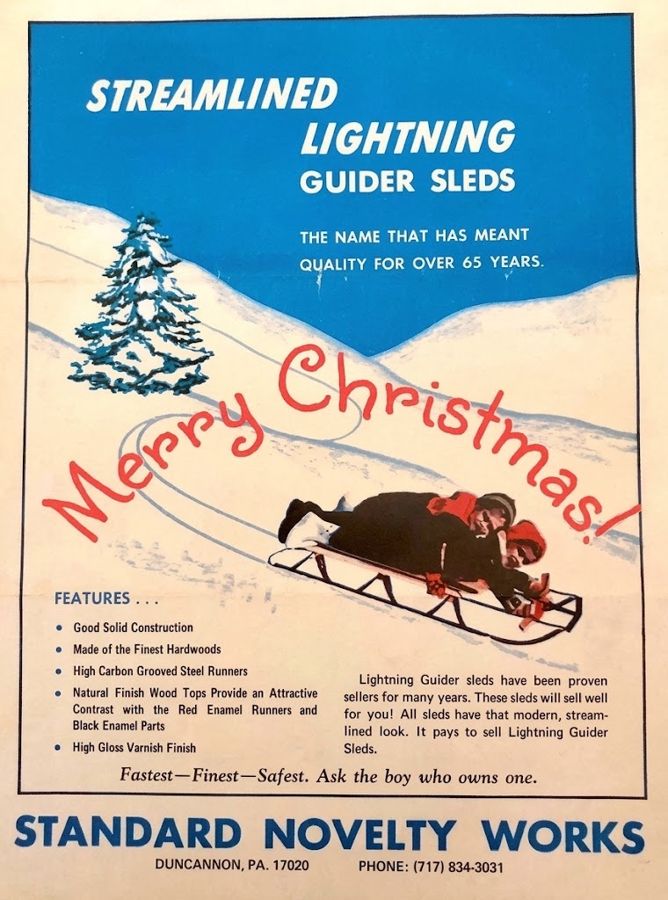 STREAMLINED
LIGHTNING
GUIDER SLEDS
THE NAME THAT HAS MEANT
QUALITY FOR OVER 65 YEARS.
Merry Christmas!
FEATURES . . .
• Good Solid Construction
• Made of the Finest Hardwoods
• High Carbon Grooved Steel Runners
• Natural Finish Wood Tops Provide an Attractive
Contrast with the Red Enamel Runners and
Black Enamel Parts
• High Gloss Varnish Finish
Lightning Guider sleds have been proven
sellers for many years. These sleds will sell well
for you! All sleds have that modern, stream-
lined look. It pays to sell Lightning Guider
Sleds.
Fastest—Finest—Safest. Ask the boy who owns one.
STANDARD NOVELTY WORKS
DUNCANNON, PA. 17020 PHONE: (717) 834-3031